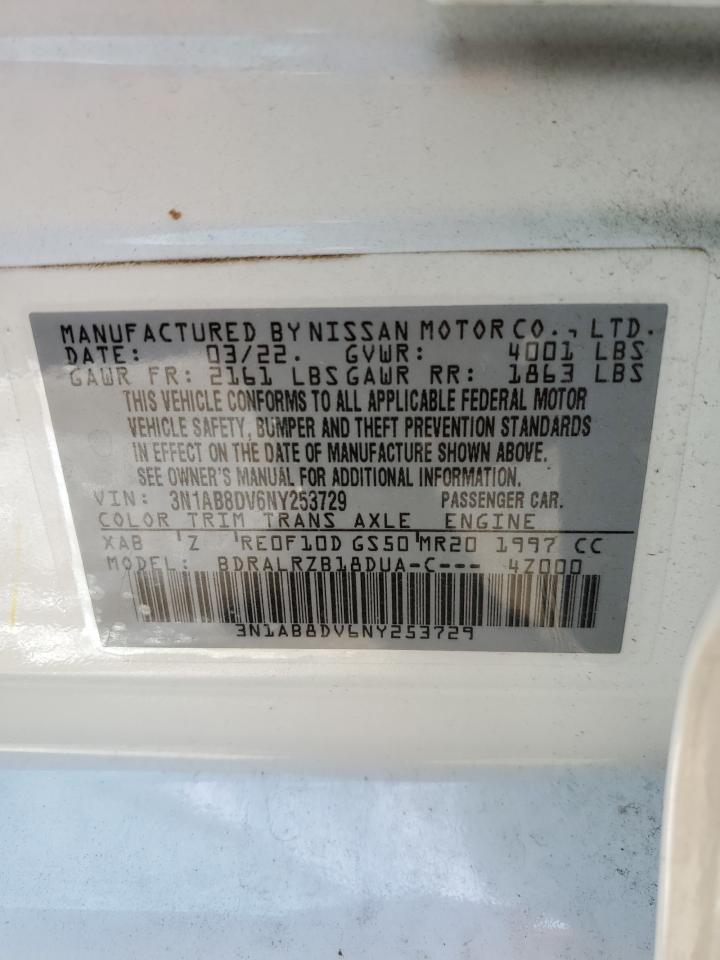 MANUFACTURED BY NISSAN MOTOR CO., LTD.
DATE: 03/22. GVWR: 4001 LBS
GAWR FR: 2161 LBS GAWR RR: 1863 LBS
THIS VEHICLE CONFORMS TO ALL APPLICABLE FEDERAL MOTOR
VEHICLE SAFETY, BUMPER AND THEFT PREVENTION STANDARDS
IN EFFECT ON THE DATE OF MANUFACTURE SHOWN ABOVE.
SEE OWNER'S MANUAL FOR ADDITIONAL INFORMATION
VIN: 3N1AB8DV6NY253729 PASSENGER CAR.
COLOR TRIM TRANS AXLE ENGINE
XAB Z RE0F10D GS50 MR20 1997 CC
MODEL: BDRALRZB18DUA-C--- 4Z000
3N1AB8DV6NY253729